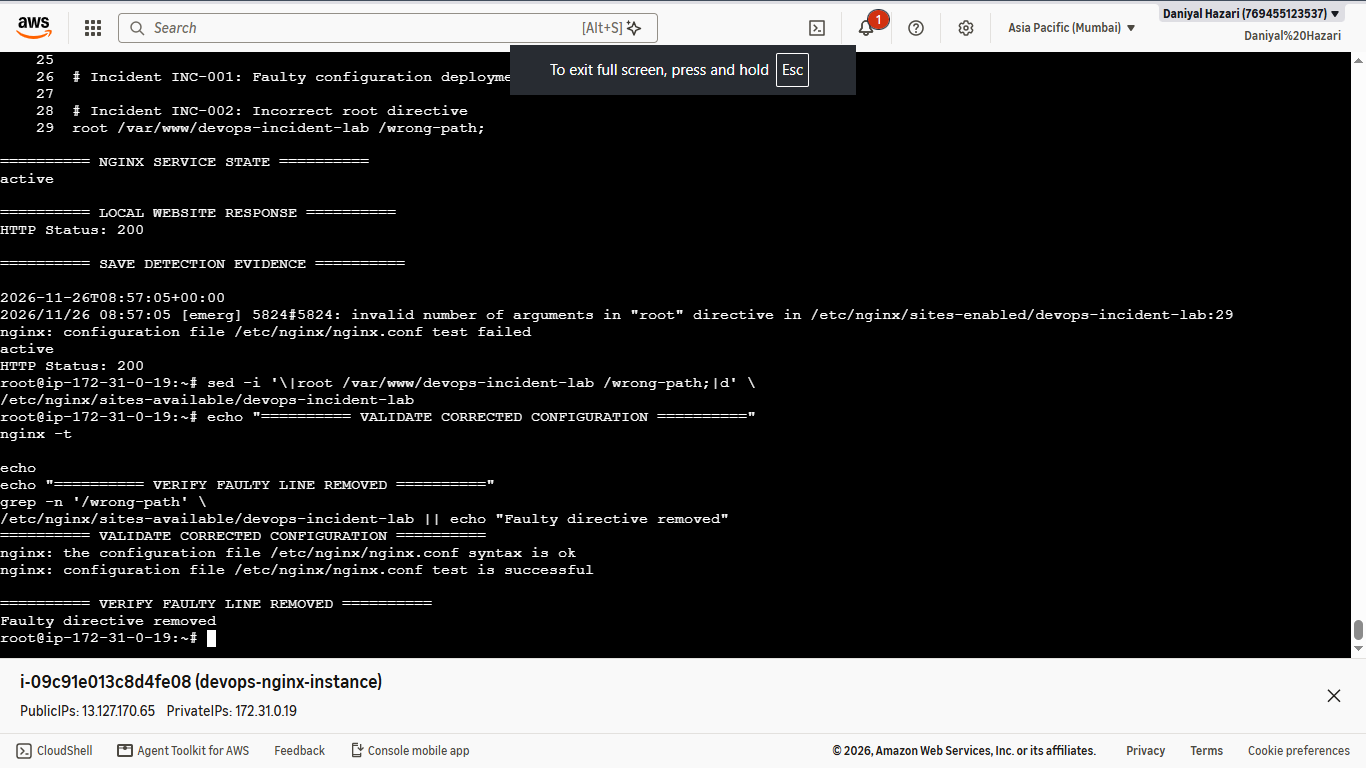 Daniyal Hazari (769455123537)
aws
Search
[Alt+S]
1
Asia Pacific (Mumbai)
Daniyal%20Hazari
To exit full screen, press and hold Esc
25
26 # Incident INC-001: Faulty configuration deployme
27
28 # Incident INC-002: Incorrect root directive
29 root /var/www/devops-incident-lab /wrong-path;
========== NGINX SERVICE STATE ==========
active
========== LOCAL WEBSITE RESPONSE ==========
HTTP Status: 200
========== SAVE DETECTION EVIDENCE ==========
2026-11-26T08:57:05+00:00
2026/11/26 08:57:05 [emerg] 5824#5824: invalid number of arguments in "root" directive in /etc/nginx/sites-enabled/devops-incident-lab:29
nginx: configuration file /etc/nginx/nginx.conf test failed
active
HTTP Status: 200
root@ip-172-31-0-19:~# sed -i '\|root /var/www/devops-incident-lab /wrong-path;|d' \
/etc/nginx/sites-available/devops-incident-lab
root@ip-172-31-0-19:~# echo "========== VALIDATE CORRECTED CONFIGURATION =========="
nginx -t
echo
echo "========== VERIFY FAULTY LINE REMOVED =========="
grep -n '/wrong-path' \
/etc/nginx/sites-available/devops-incident-lab || echo "Faulty directive removed"
========== VALIDATE CORRECTED CONFIGURATION ==========
nginx: the configuration file /etc/nginx/nginx.conf syntax is ok
nginx: configuration file /etc/nginx/nginx.conf test is successful
========== VERIFY FAULTY LINE REMOVED ==========
Faulty directive removed
root@ip-172-31-0-19:~#
i-09c91e013c8d4fe08 (devops-nginx-instance)
PublicIPs: 13.127.170.65 PrivateIPs: 172.31.0.19
CloudShell Agent Toolkit for AWS Feedback Console mobile app © 2026, Amazon Web Services, Inc. or its affiliates. Privacy Terms Cookie preferences